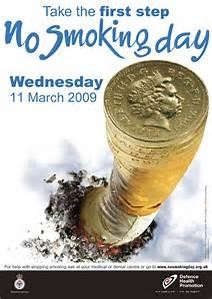 Take the first step
No Smoking day
Wednesday
11 March 2009
For help with stopping smoking ask at your medical or dental centre or go to www.nosmokingday.org.uk
Defence
Health
Promotion